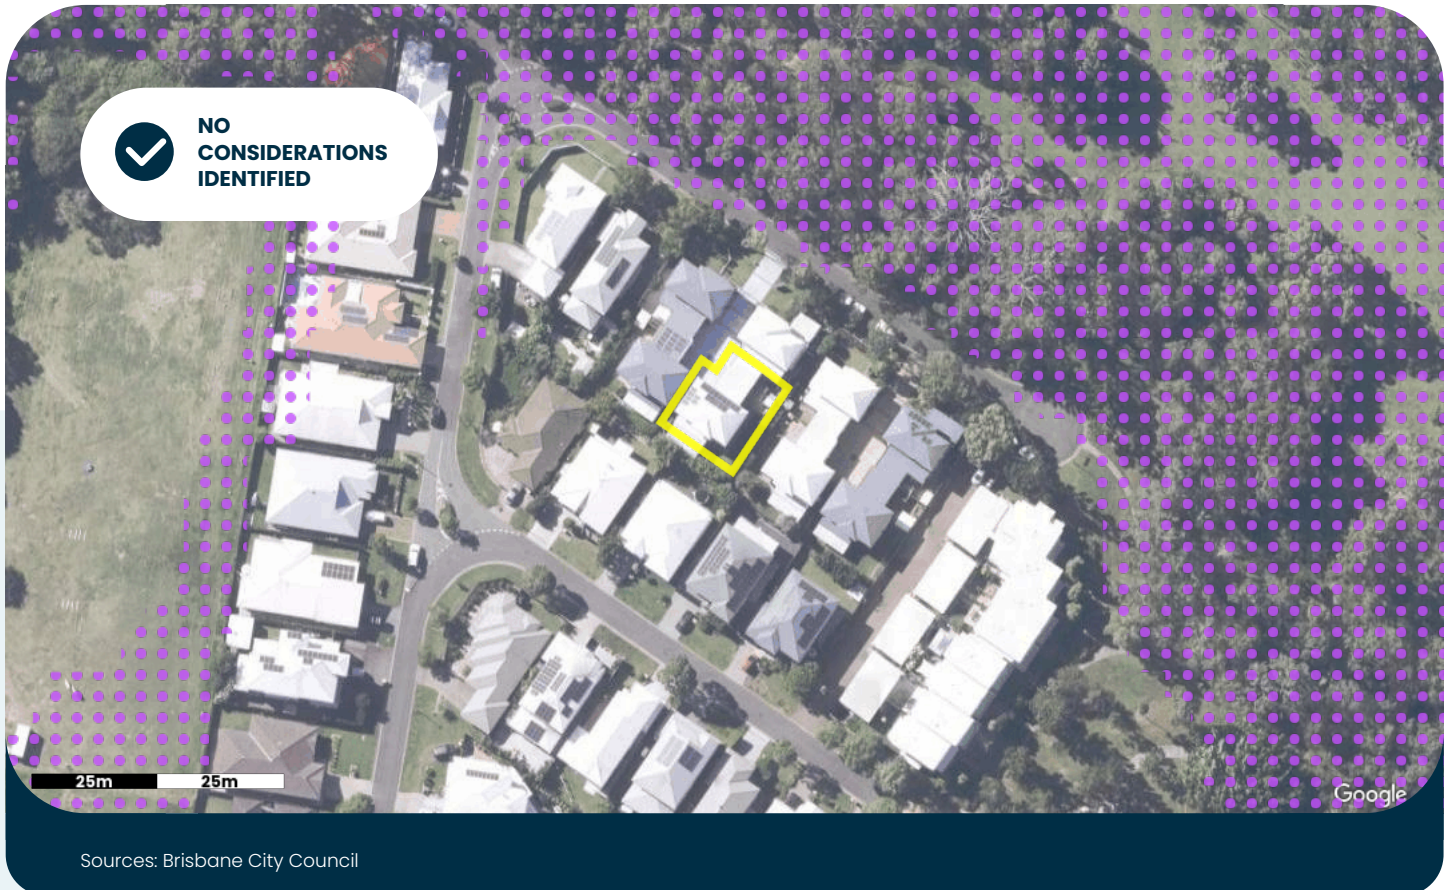 NO
CONSIDERATIONS
IDENTIFIED
25m 25m
Google
Sources: Brisbane City Council